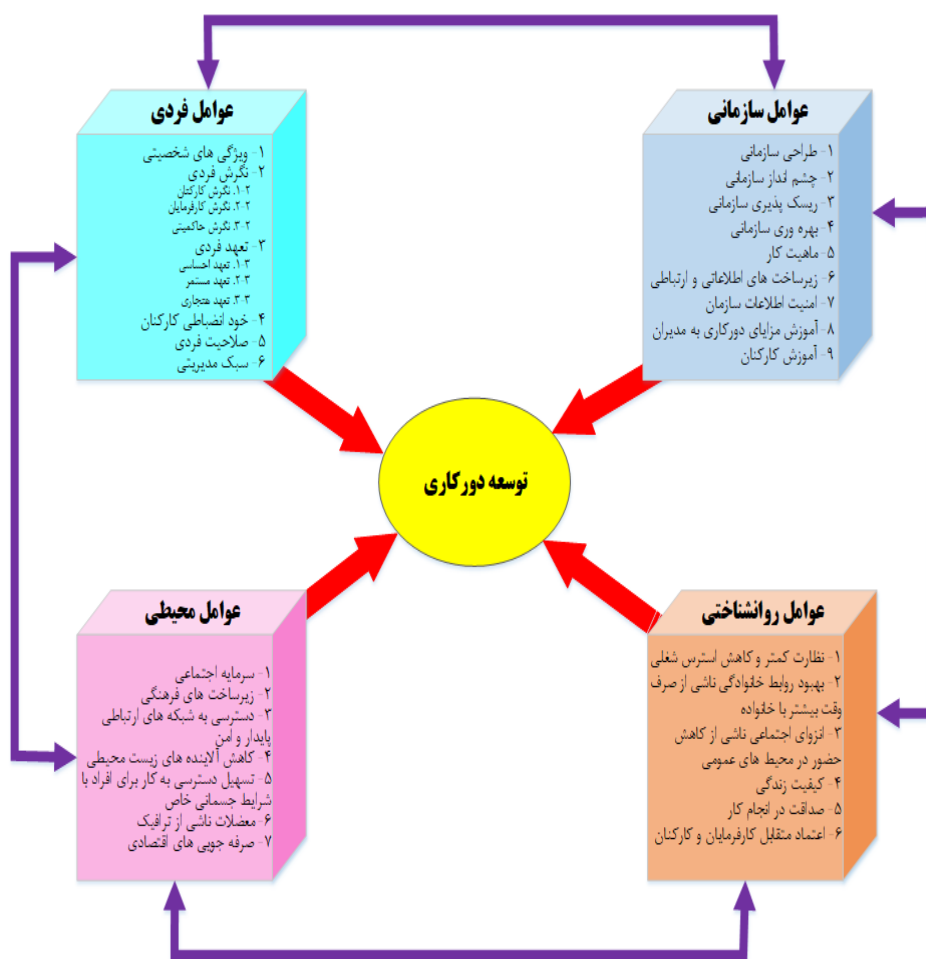 عوامل سازمانی
۱- طراحی سازمانی
۲- چشم انداز سازمانی
۳- ریسک پذیری سازمانی
۴- بهره وری سازمانی
۵- ماهیت کار
۶- زیرساخت های اطلاعاتی و ارتباطی
۷- امنیت اطلاعات سازمان
۸- آموزش مزایای دورکاری به مدیران
۹- آموزش کارکنان
عوامل فردی
۱- ویژگی های شخصیتی
۲- نگرش فردی
۱-۲. نگرش کارکنان
۲-۲. نگرش کارفرمایان
۳-۲. نگرش حاکمیتی
۳- تعهد فردی
۱-۳. تعهد احساسی
۲-۳. تعهد مستمر
۳-۳. تعهد هنجاری
۴- خود انضباطی کارکنان
۵- صلاحیت فردی
۶- سبک مدیریتی
توسعه دورکاری
عوامل روانشناختی
۱- نظارت کمتر و کاهش استرس شغلی
۲- بهبود روابط خانوادگی ناشی از صرف
وقت بیشتر با خانواده
۳- انزوای اجتماعی ناشی از کاهش
حضور در محیط های عمومی
۴- کیفیت زندگی
۵- صداقت در انجام کار
۶- اعتماد متقابل کارفرمایان و کارکنان
عوامل محیطی
۱- سرمایه اجتماعی
۲- زیرساخت های فرهنگی
۳- دسترسی به شبکه های ارتباطی
پایدار و امن
۴- کاهش آلاینده های زیست محیطی
۵- تسهیل دسترسی به کار برای افراد با
شرایط جسمانی خاص
۶- معضلات ناشی از ترافیک
۷- صرفه جویی های اقتصادی